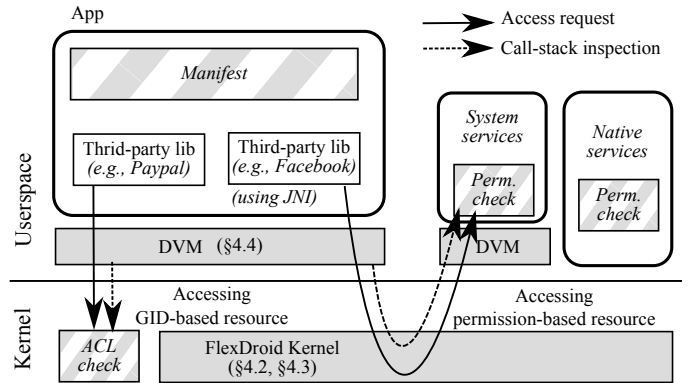 App
Access request
Call-stack inspection
Manifest
Thrid-party lib
(e.g., Paypal)
Third-party lib
(e.g., Facebook)
(using JNI)
System
services
Perm.
check
Native
services
Perm.
check
Userspace
DVM (§4.4)
DVM
Accessing
GID-based resource
Accessing
permission-based resource
Kernel
ACL
check
FlexDroid Kernel
(§4.2, §4.3)